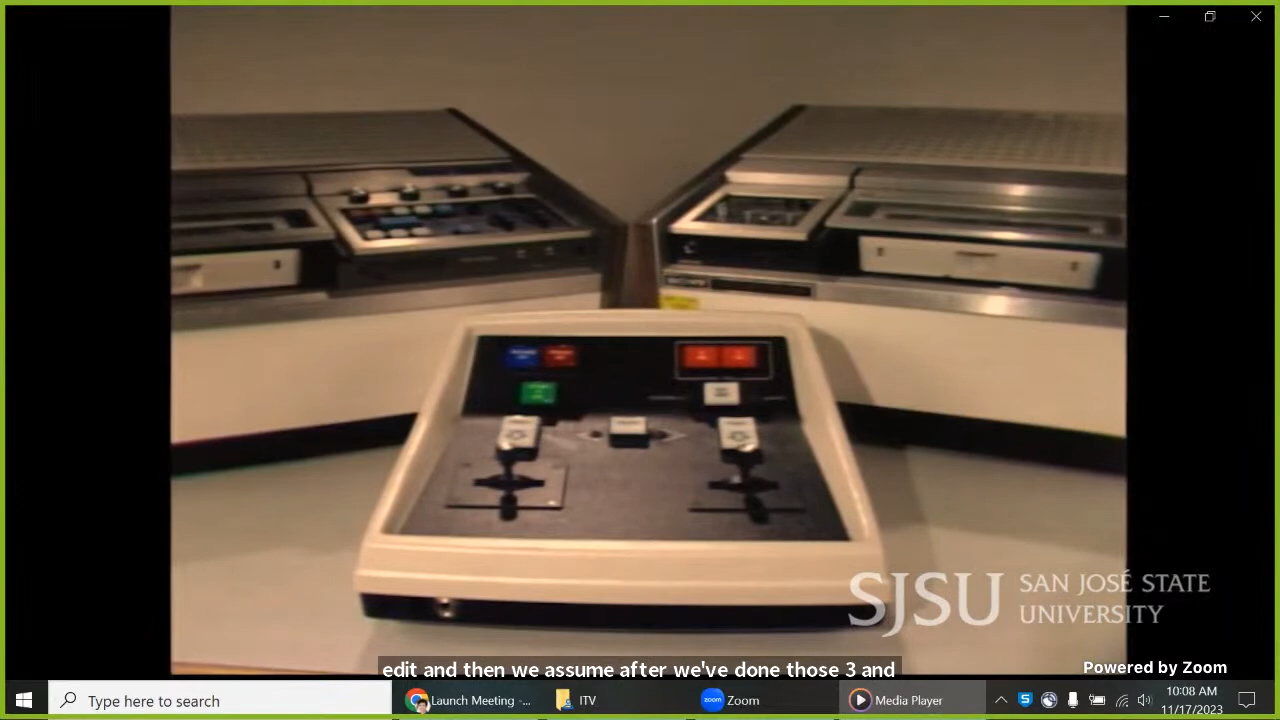 SJSU
SAN JOSÉ STATE
UNIVERSITY
edit and then we assume after we've done those 3 and
Powered by Zoom
Type here to search
Launch Meeting -...
ITV
Zoom
Media Player
10:08 AM
11/17/2023